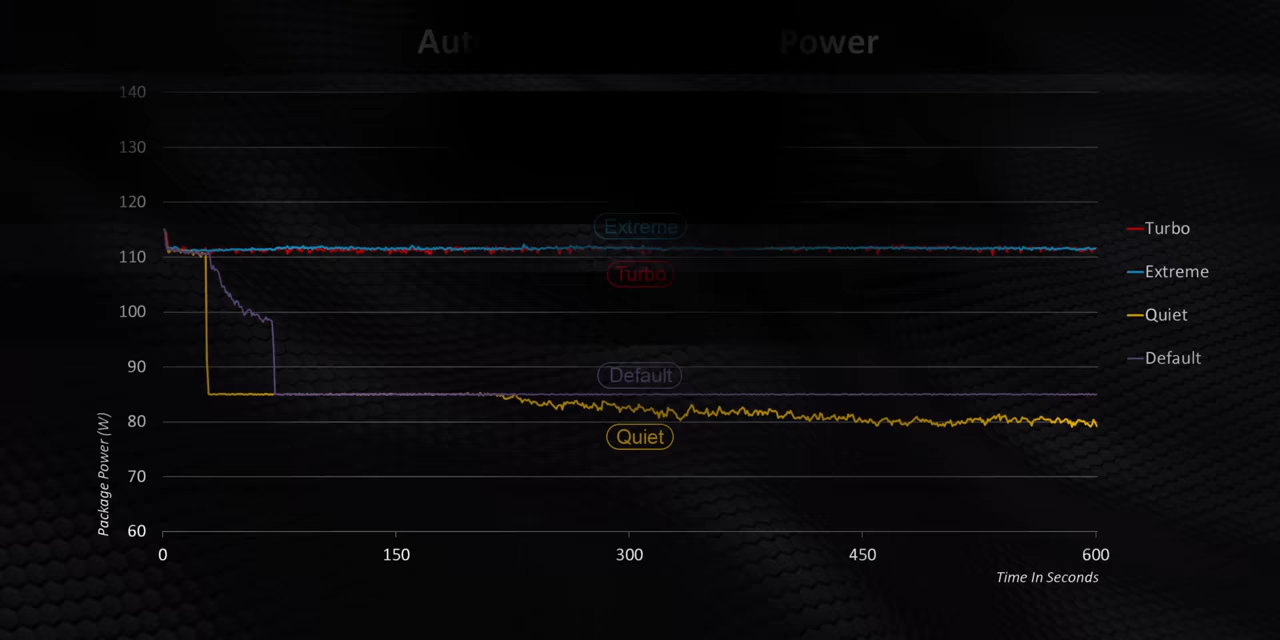 Power
140
130
120
110
100
90
80
70
60
Package Power (W)
0 150 300 450 600
Time In Seconds
Extreme
Turbo
Default
Quiet
Turbo
Extreme
Quiet
Default